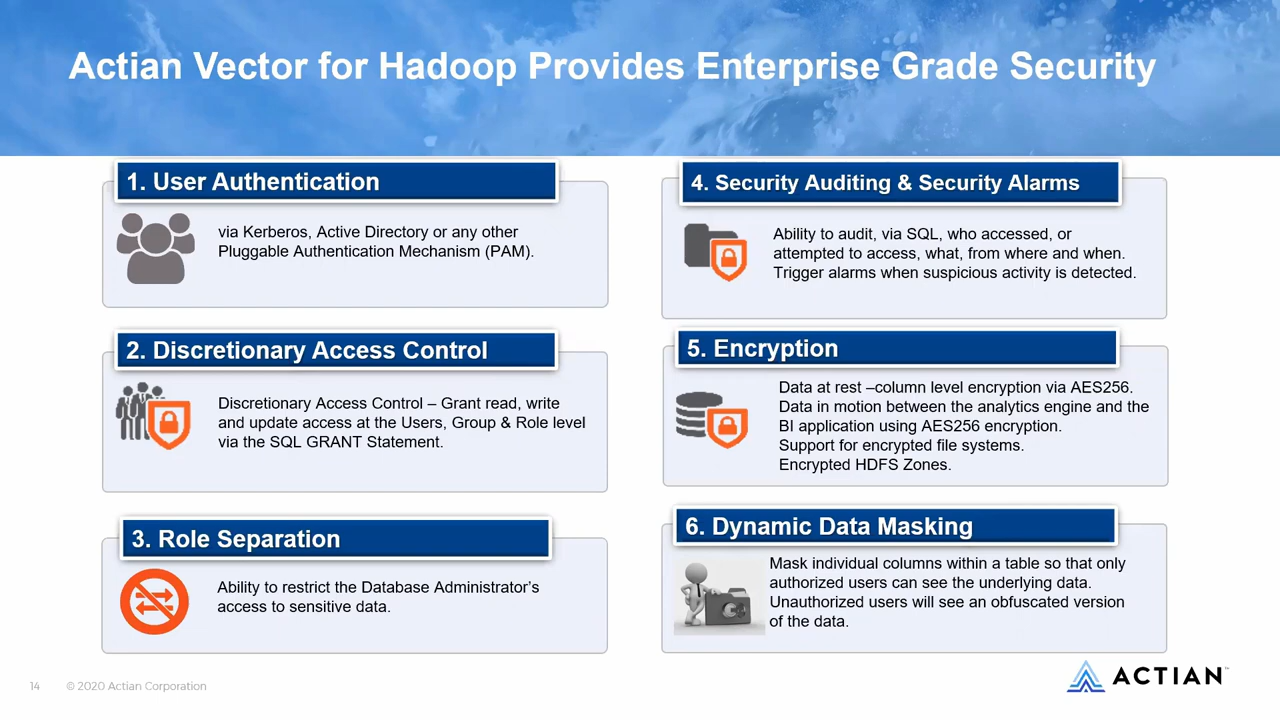 Actian Vector for Hadoop Provides Enterprise Grade Security
1. User Authentication
via Kerberos, Active Directory or any other
Pluggable Authentication Mechanism (PAM).
2. Discretionary Access Control
Discretionary Access Control – Grant read, write
and update access at the Users, Group & Role level
via the SQL GRANT Statement.
3. Role Separation
Ability to restrict the Database Administrator’s
access to sensitive data.
4. Security Auditing & Security Alarms
Ability to audit, via SQL, who accessed, or
attempted to access, what, from where and when.
Trigger alarms when suspicious activity is detected.
5. Encryption
Data at rest –column level encryption via AES256.
Data in motion between the analytics engine and the
BI application using AES256 encryption.
Support for encrypted file systems.
Encrypted HDFS Zones.
6. Dynamic Data Masking
Mask individual columns within a table so that only
authorized users can see the underlying data.
Unauthorized users will see an obfuscated version
of the data.
14 © 2020 Actian Corporation
ACTIAN™